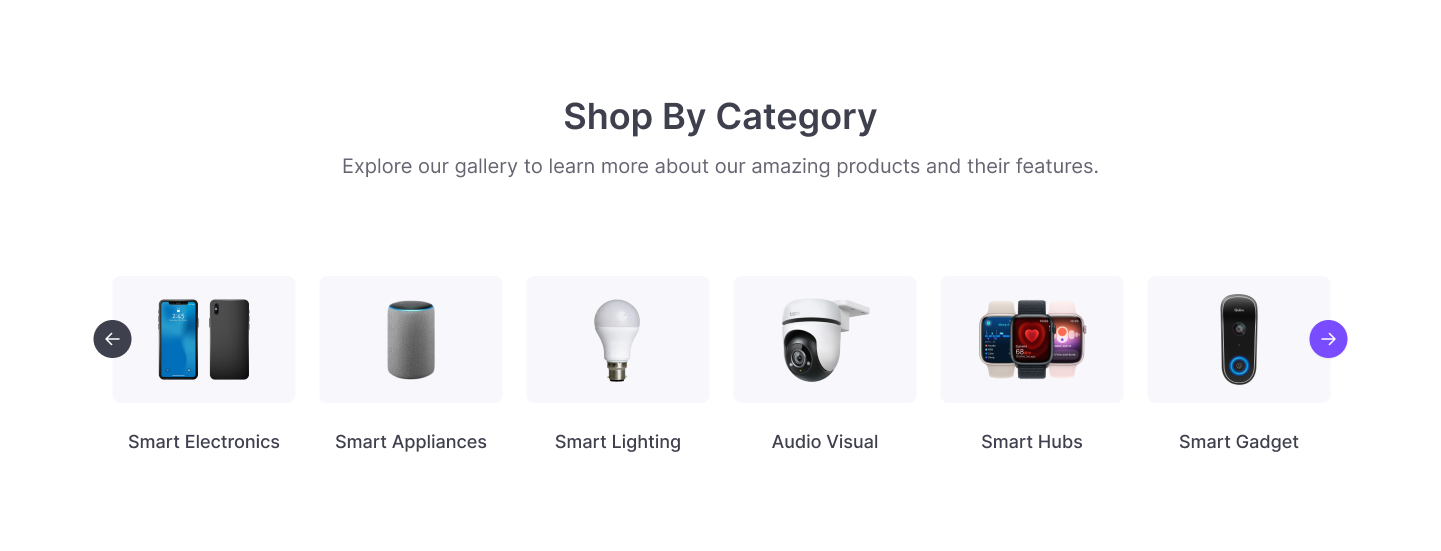 Shop By Category
Explore our gallery to learn more about our amazing products and their features.
Smart Electronics
Smart Appliances
Smart Lighting
Audio Visual
Smart Hubs
Smart Gadget